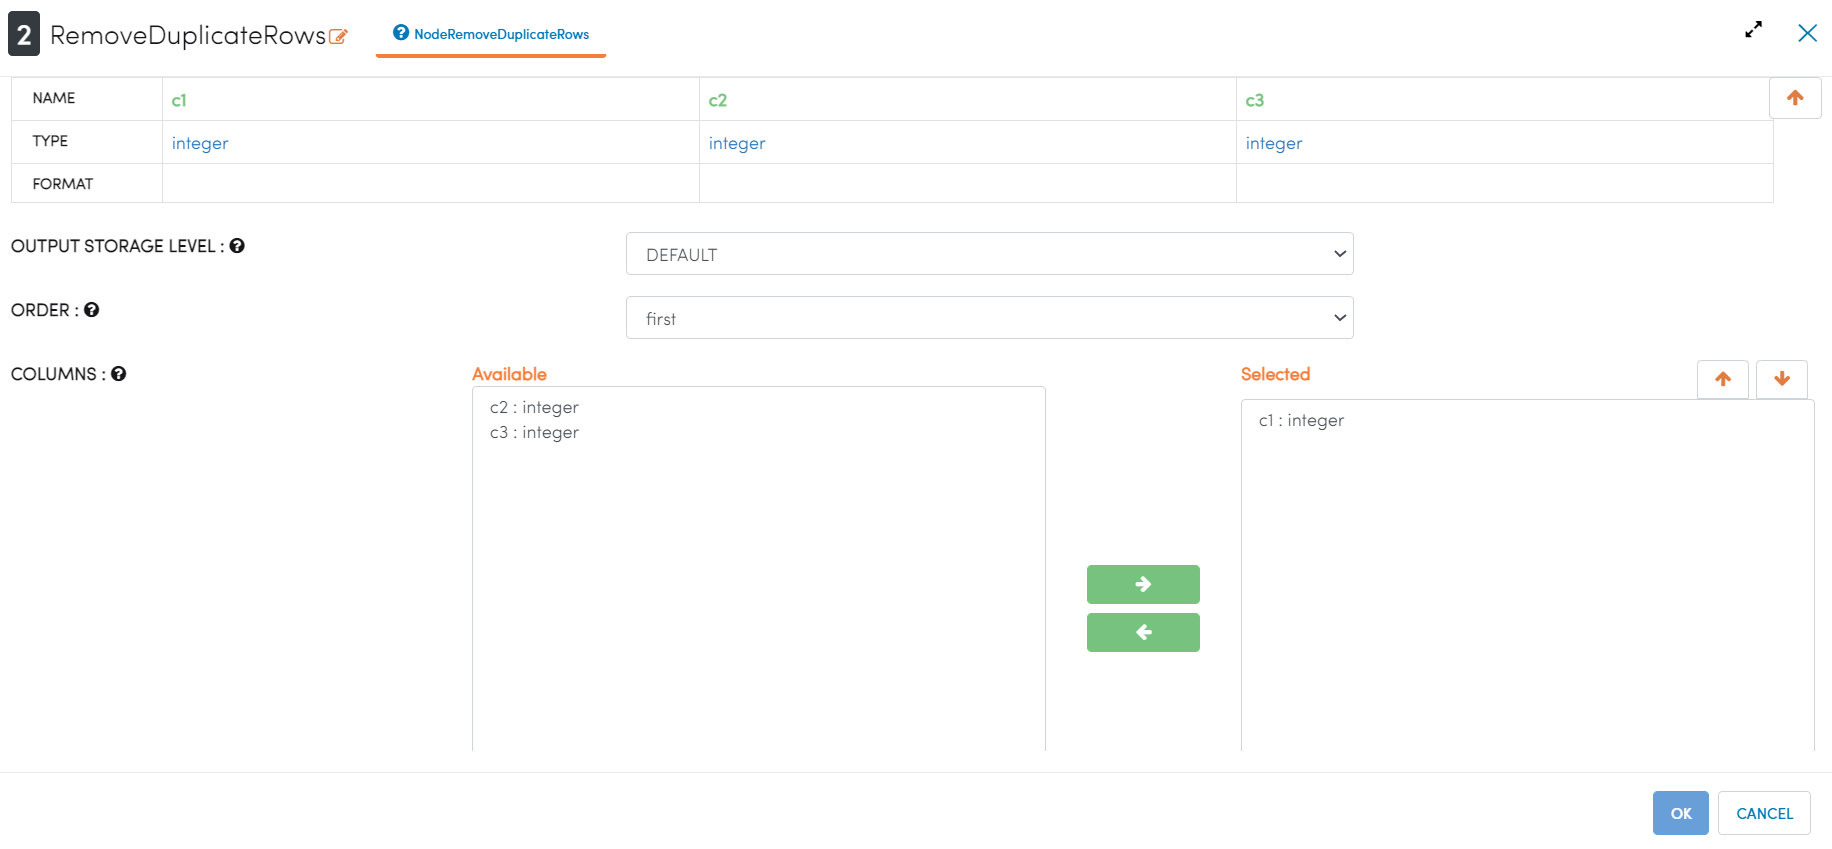 2 RemoveDuplicateRows NodeRemoveDuplicateRows
NAME c1 c2 c3
TYPE integer integer integer
FORMAT
OUTPUT STORAGE LEVEL : DEFAULT
ORDER : first
COLUMNS : Available Selected
c2 : integer c1 : integer
c3 : integer
OK CANCEL